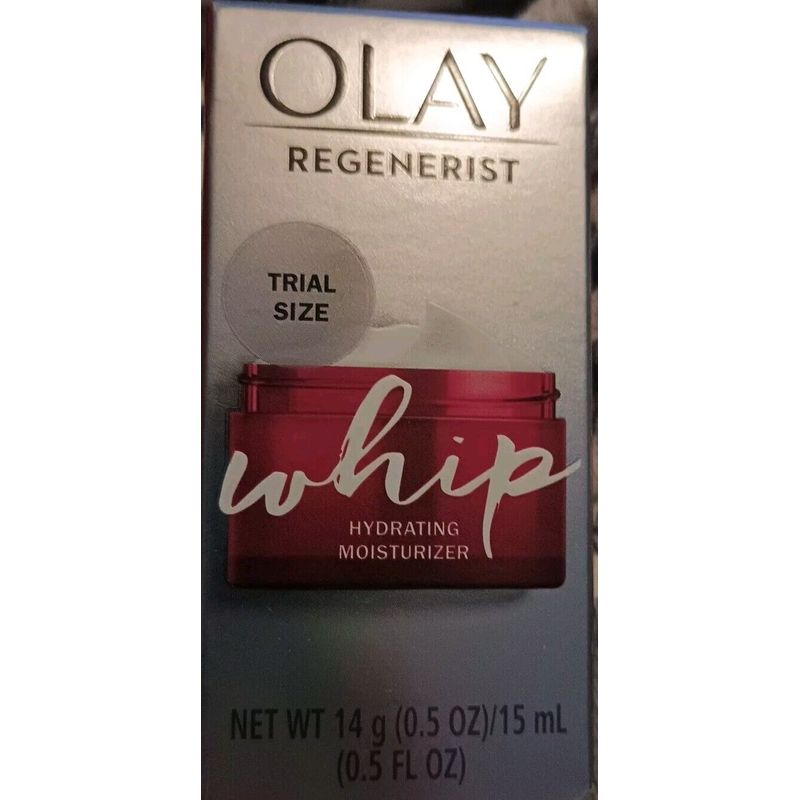 OLAY
REGENERIST
TRIAL
SIZE
whip
HYDRATING
MOISTURIZER
NET WT 14 g (0.5 OZ)/15 mL
(0.5 FL OZ)